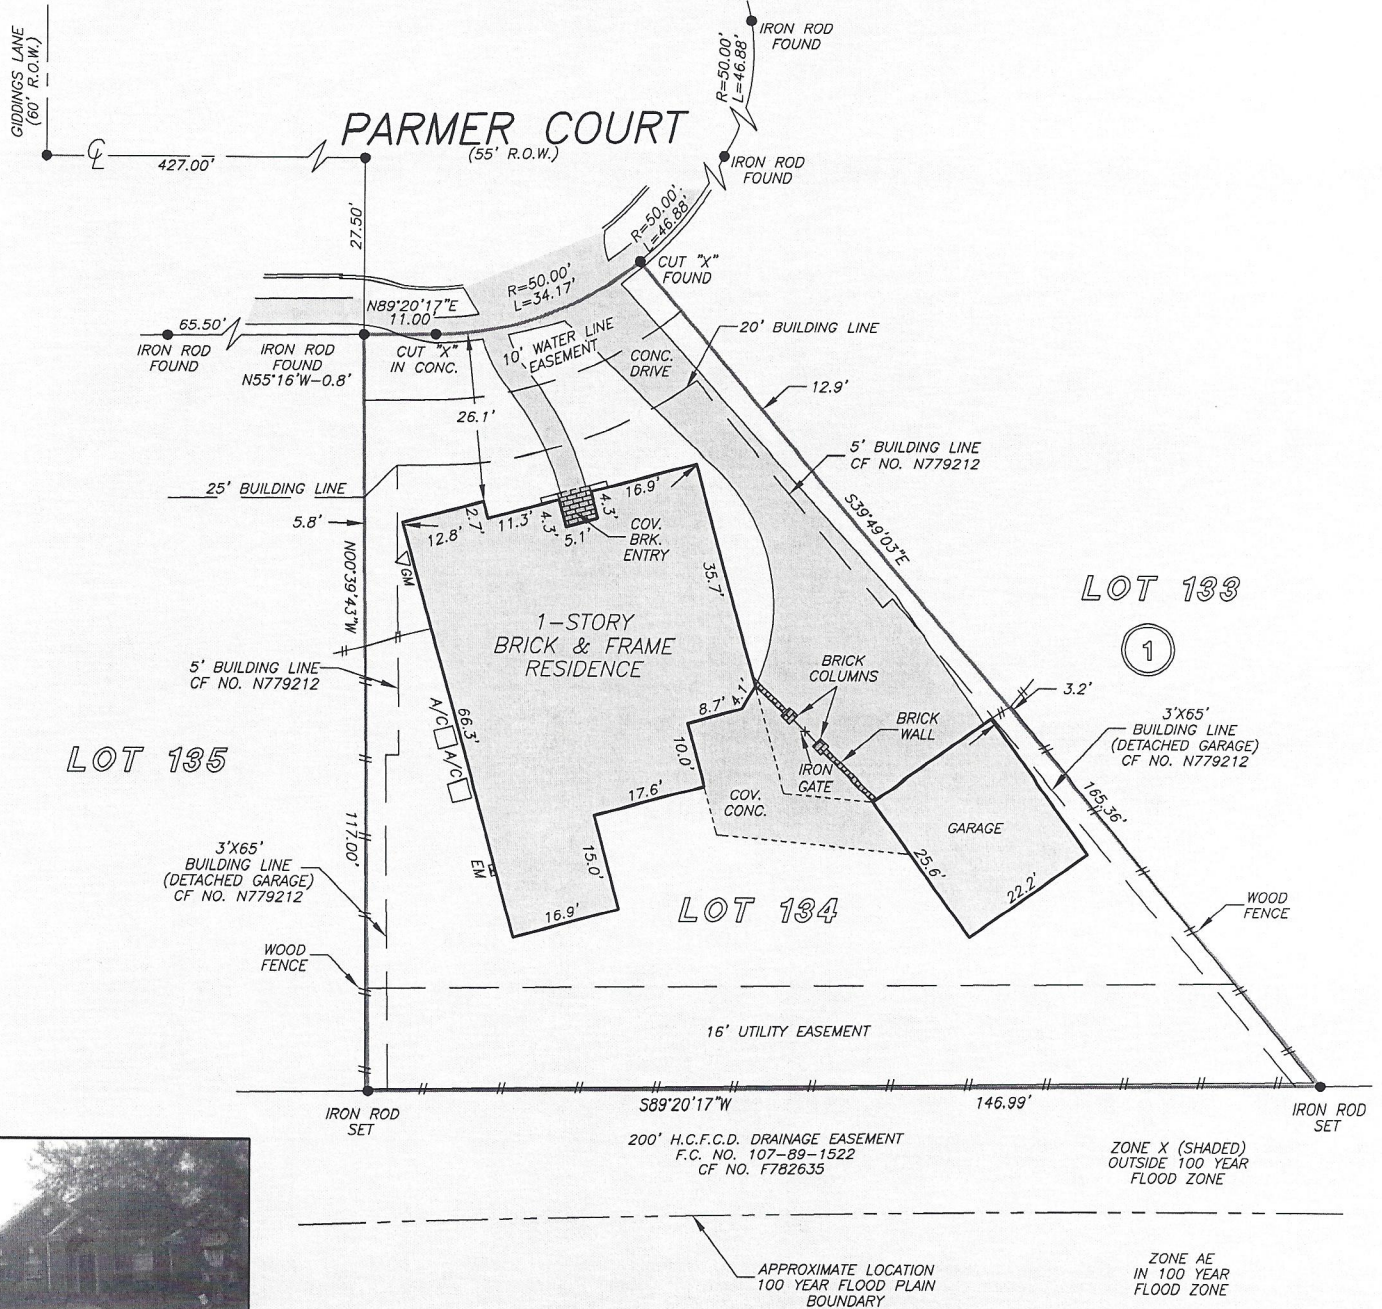 GIDDINGS LANE
(60' R.O.W.)
IRON ROD
FOUND
R=50.00'
L=46.88'
PARMER COURT
(55' R.O.W.)
℄
427.00'
IRON ROD
FOUND
27.50'
R=50.00'
L=46.88'
CUT "X"
FOUND
R=50.00'
L=34.17'
N89°20'17"E
11.00'
65.50'
IRON ROD
FOUND
IRON ROD
FOUND
N55°16'W-0.8'
CUT "X"
IN CONC.
10' WATER LINE
EASEMENT
CONC.
DRIVE
20' BUILDING LINE
12.9'
26.1'
5' BUILDING LINE
CF NO. N779212
25' BUILDING LINE
5.8'
12.8'
2.7'
11.3'
4.3'
5.1'
4.3'
16.9'
COV.
BRK.
ENTRY
S39°49'03"E
N00°39'43"W
GM
35.7'
1-STORY
BRICK & FRAME
RESIDENCE
LOT 133
1
5' BUILDING LINE
CF NO. N779212
BRICK
COLUMNS
3.2'
8.7'
4.1'
A/C
A/C
66.3'
BRICK
WALL
3'X65'
BUILDING LINE
(DETACHED GARAGE)
CF NO. N779212
LOT 135
10.0'
IRON
GATE
17.6'
COV.
CONC.
165.36'
GARAGE
117.00'
3'X65'
BUILDING LINE
(DETACHED GARAGE)
CF NO. N779212
15.0'
EM
25.6'
22.2'
16.9'
LOT 134
WOOD
FENCE
WOOD
FENCE
16' UTILITY EASEMENT
IRON ROD
SET
S89°20'17"W
146.99'
IRON ROD
SET
200' H.C.F.C.D. DRAINAGE EASEMENT
F.C. NO. 107-89-1522
CF NO. F782635
ZONE X (SHADED)
OUTSIDE 100 YEAR
FLOOD ZONE
APPROXIMATE LOCATION
100 YEAR FLOOD PLAIN
BOUNDARY
ZONE AE
IN 100 YEAR
FLOOD ZONE